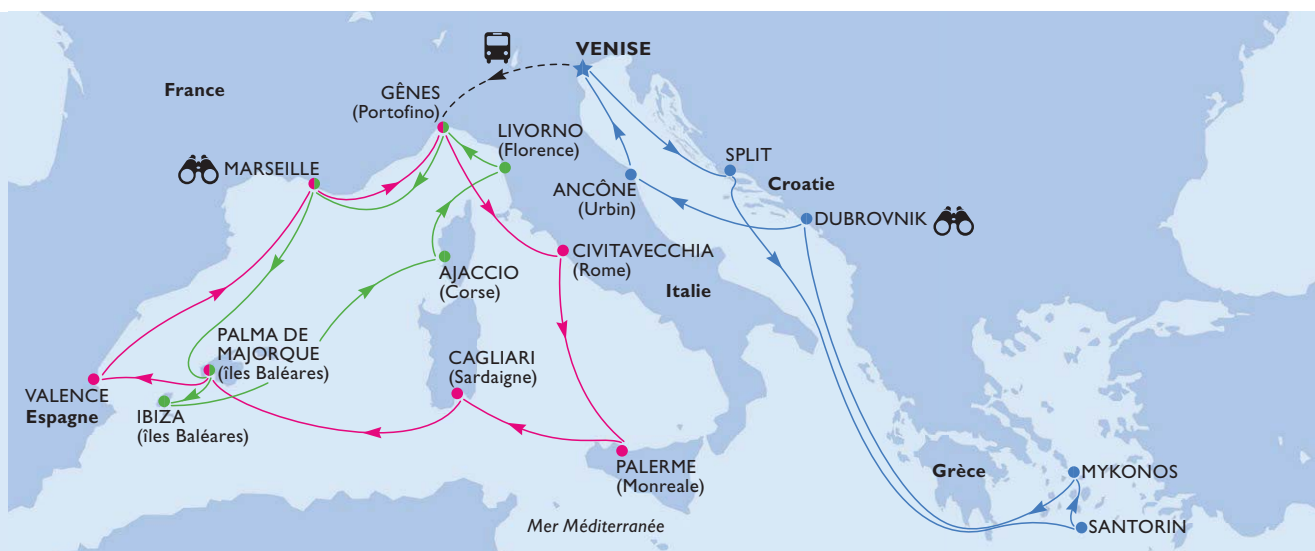 VENISE
France
GÊNES
(Portofino)
LIVORNO
(Florence)
MARSEILLE
SPLIT
Croatie
ANCÔNE
(Urbin)
DUBROVNIK
CIVITAVECCHIA
(Rome)
AJACCIO
(Corse)
Italie
PALMA DE
MAJORQUE
(îles Baléares)
CAGLIARI
(Sardaigne)
VALENCE
Espagne
IBIZA
(îles Baléares)
PALERME
(Monreale)
Grèce
MYKONOS
SANTORIN
Mer Méditerranée